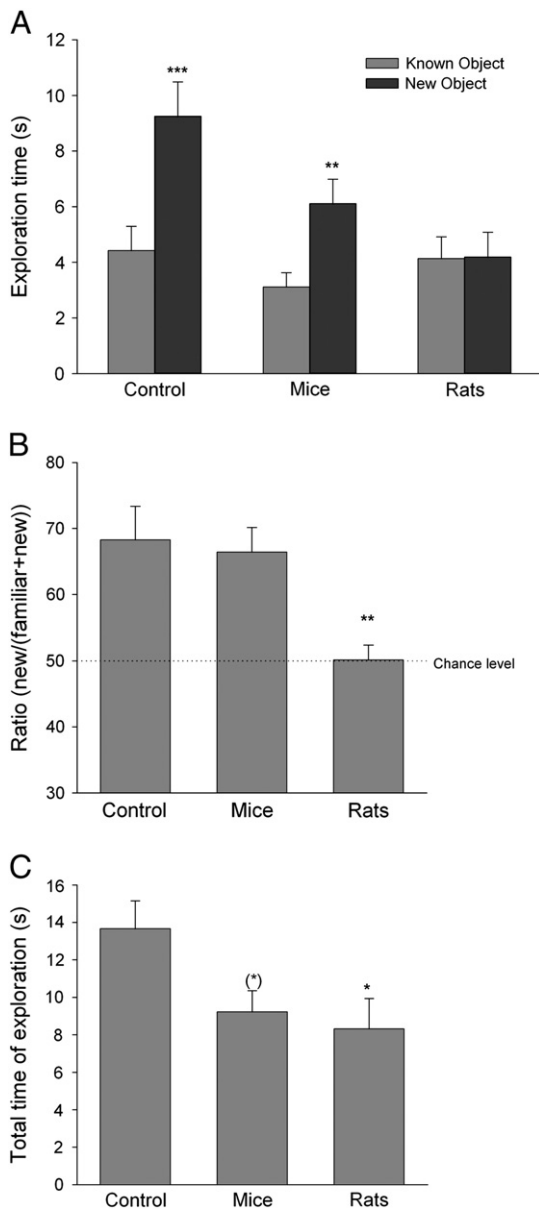 A
Exploration time (s)
12
10
8
6
4
2
0
***
**
Known Object
New Object
Control Mice Rats
B
Ratio (new/(familiar+new))
80
70
60
50
40
30
**
Chance level
Control Mice Rats
C
Total time of exploration (s)
16
14
12
10
8
6
4
2
0
(*)
*
Control Mice Rats